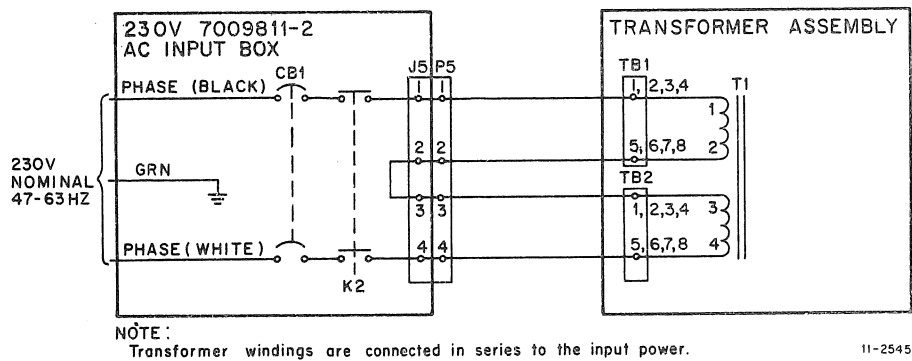 230V 7009811-2
AC INPUT BOX
TRANSFORMER ASSEMBLY
CB1
J5 P5
TB1
T1
PHASE (BLACK)
1 1
1, 2,3,4
1
230V
NOMINAL
47-63HZ
GRN
2 2
5, 6,7,8
2
TB2
3 3
1, 2,3,4
3
PHASE (WHITE)
4 4
5, 6,7,8
4
K2
NOTE:
Transformer windings are connected in series to the input power.
11-2545